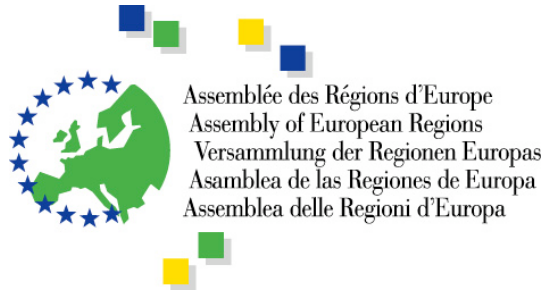 Assemblée des Régions d'Europe
Assembly of European Regions
Versammlung der Regionen Europas
Asamblea de las Regiones de Europa
Assemblea delle Regioni d'Europa